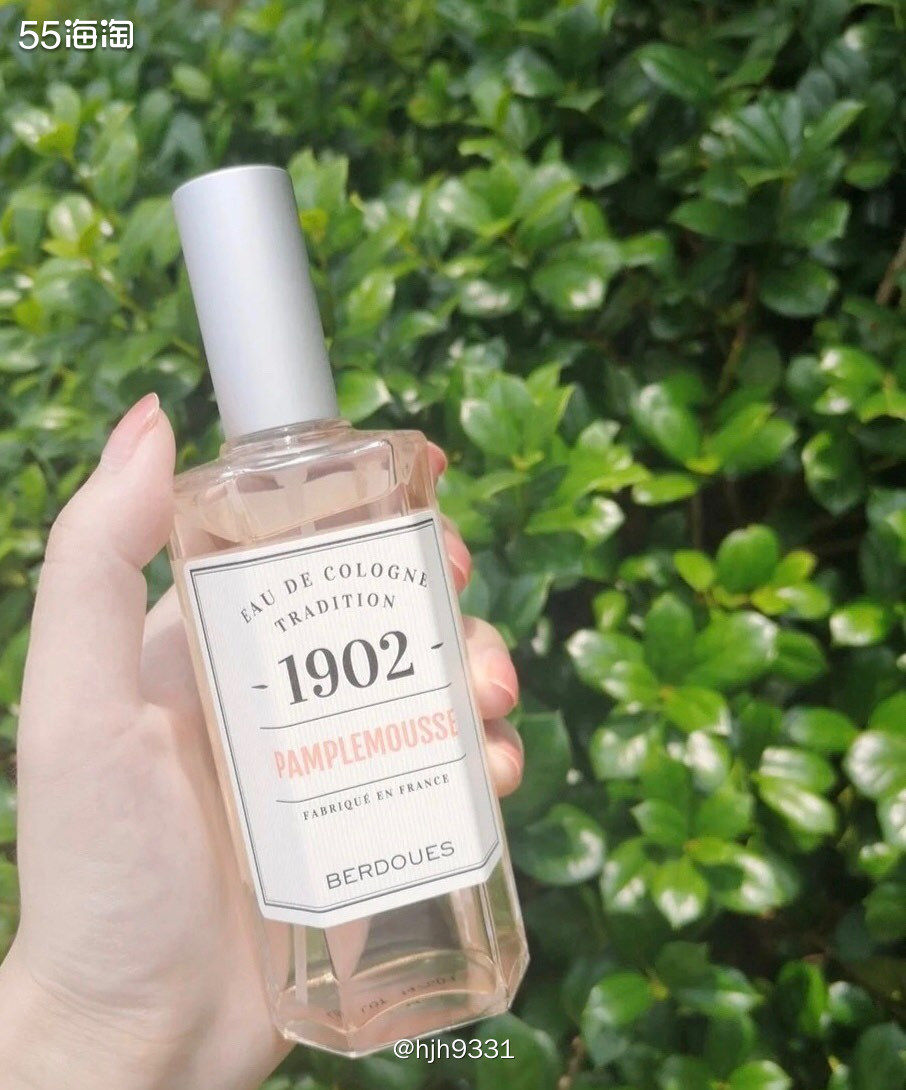 55海淘
EAU DE COLOGNE
TRADITION
- 1902 -
PAMPLEMOUSSE
FABRIQUÉ EN FRANCE
BERDOUES
@hjh9331